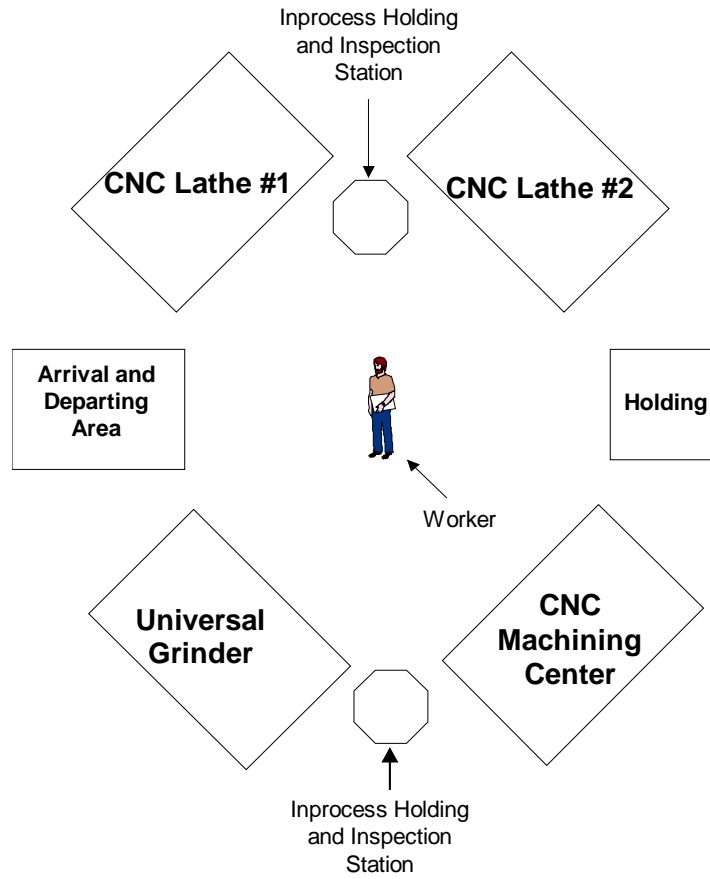 Inprocess Holding
and Inspection
Station
CNC Lathe #1
CNC Lathe #2
Arrival and
Departing
Area
Holding
Worker
Universal
Grinder
CNC
Machining
Center
Inprocess Holding
and Inspection
Station